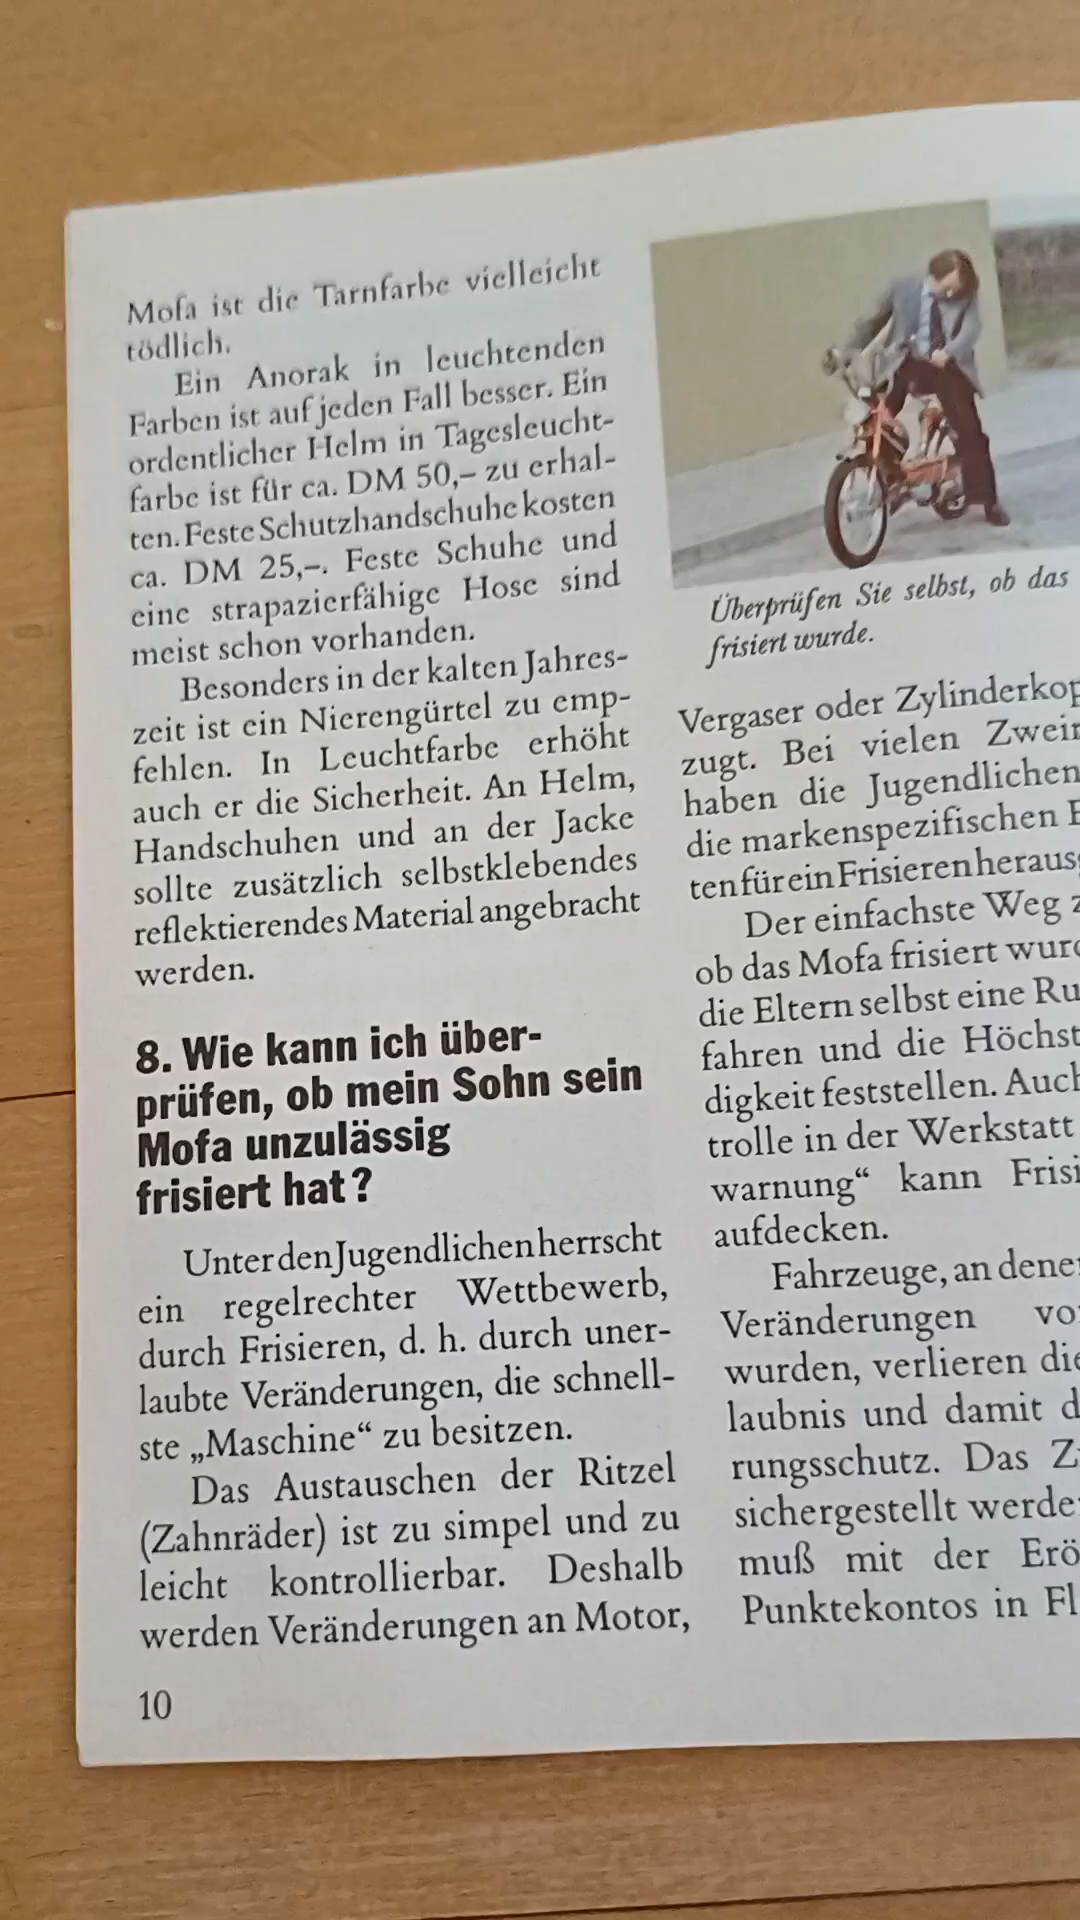 Mofa ist die Tarnfarbe vielleicht
tödlich.
Ein Anorak in leuchtenden
Farben ist auf jeden Fall besser. Ein
ordentlicher Helm in Tagesleucht-
farbe ist für ca. DM 50,– zu erhal-
ten. Feste Schutzhandschuhe kosten
ca. DM 25,–. Feste Schuhe und
eine strapazierfähige Hose sind
meist schon vorhanden.
Besonders in der kalten Jahres-
zeit ist ein Nierengürtel zu emp-
fehlen. In Leuchtfarbe erhöht
auch er die Sicherheit. An Helm,
Handschuhen und an der Jacke
sollte zusätzlich selbstklebendes
reflektierendes Material angebracht
werden.
8. Wie kann ich über-
prüfen, ob mein Sohn sein
Mofa unzulässig
frisiert hat?
Unter den Jugendlichen herrscht
ein regelrechter Wettbewerb,
durch Frisieren, d. h. durch uner-
laubte Veränderungen, die schnell-
ste „Maschine“ zu besitzen.
Das Austauschen der Ritzel
(Zahnräder) ist zu simpel und zu
leicht kontrollierbar. Deshalb
werden Veränderungen an Motor,
10
Überprüfen Sie selbst, ob das
frisiert wurde.
Vergaser oder Zylinderkop
zugt. Bei vielen Zweir
haben die Jugendlichen
die markenspezifischen
ten für ein Frisieren heraus
Der einfachste Weg z
ob das Mofa frisiert wurd
die Eltern selbst eine Ru
fahren und die Höchst
digkeit feststellen. Auch
trolle in der Werkstatt
warnung“ kann Frisi
aufdecken.
Fahrzeuge, an dene
Veränderungen vo
wurden, verlieren die
laubnis und damit d
rungsschutz. Das Z
sichergestellt werde
muß mit der Erö
Punktekontos in Fl